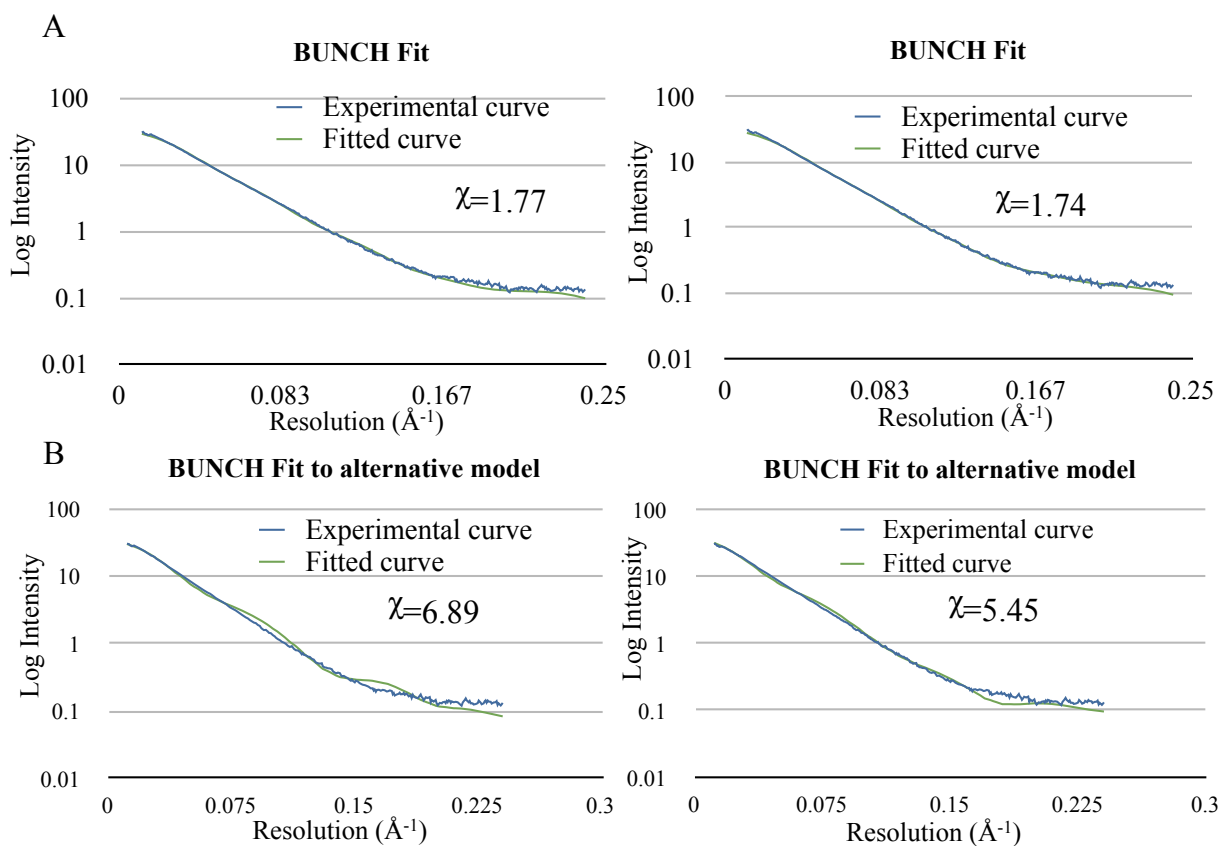 A
BUNCH Fit
Experimental curve
Fitted curve
χ=1.77
Log Intensity
100
10
1
0.1
0.01
0
0.083
0.167
0.25
Resolution (Å-1)
BUNCH Fit
Experimental curve
Fitted curve
χ=1.74
Log Intensity
100
10
1
0.1
0.01
0
0.083
0.167
0.25
Resolution (Å-1)
B
BUNCH Fit to alternative model
Experimental curve
Fitted curve
χ=6.89
Log Intensity
100
10
1
0.1
0.01
0
0.075
0.15
0.225
0.3
Resolution (Å-1)
BUNCH Fit to alternative model
Experimental curve
Fitted curve
χ=5.45
Log Intensity
100
10
1
0.1
0.01
0
0.075
0.15
0.225
0.3
Resolution (Å-1)